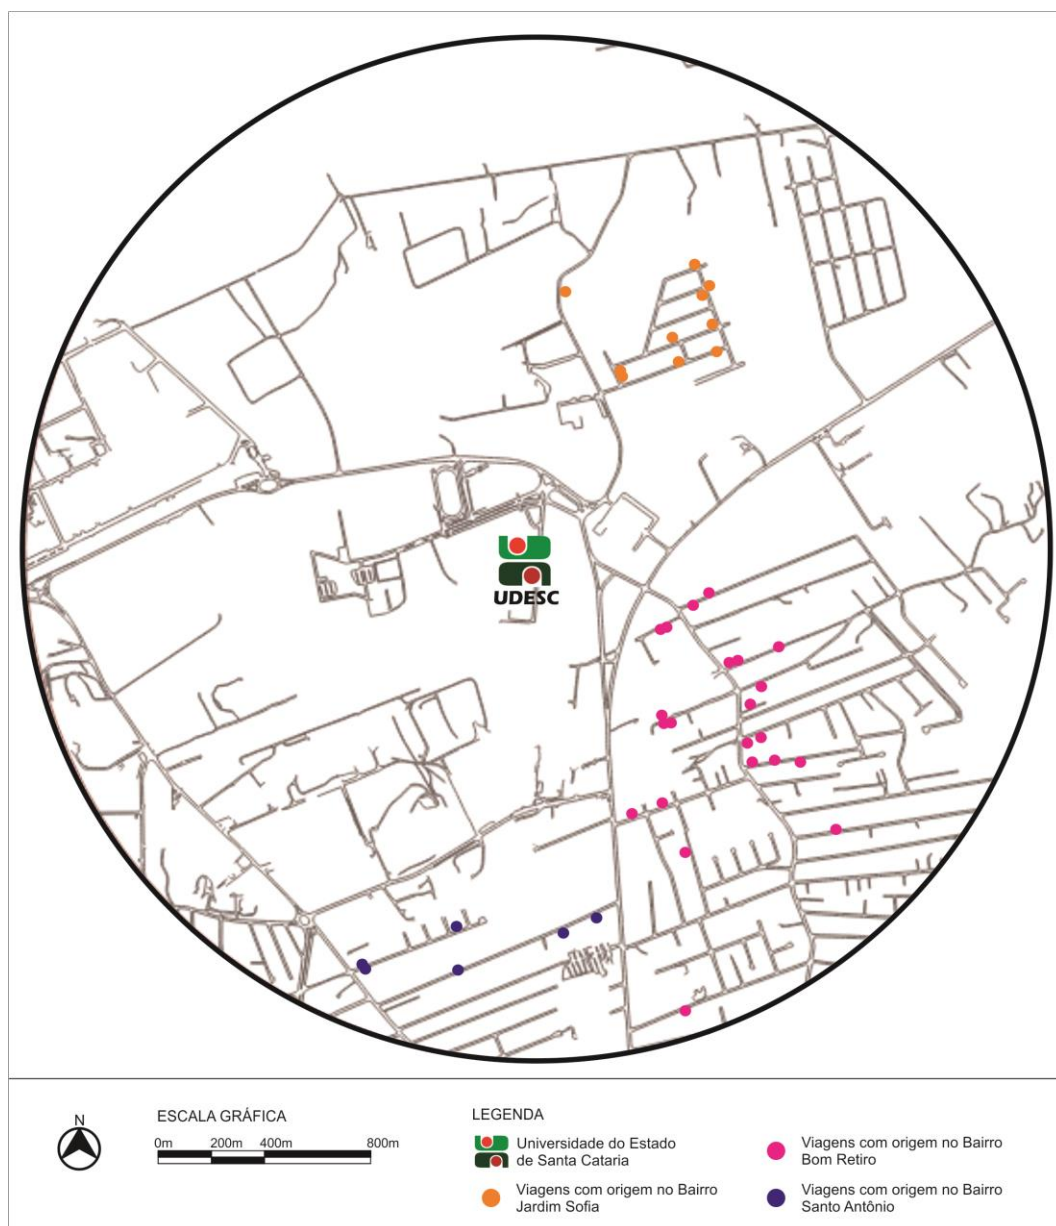 UDESC
N
ESCALA GRÁFICA
0m 200m 400m 800m
LEGENDA
Universidade do Estado
de Santa Cataria
Viagens com origem no Bairro
Jardim Sofia
Viagens com origem no Bairro
Bom Retiro
Viagens com origem no Bairro
Santo Antônio